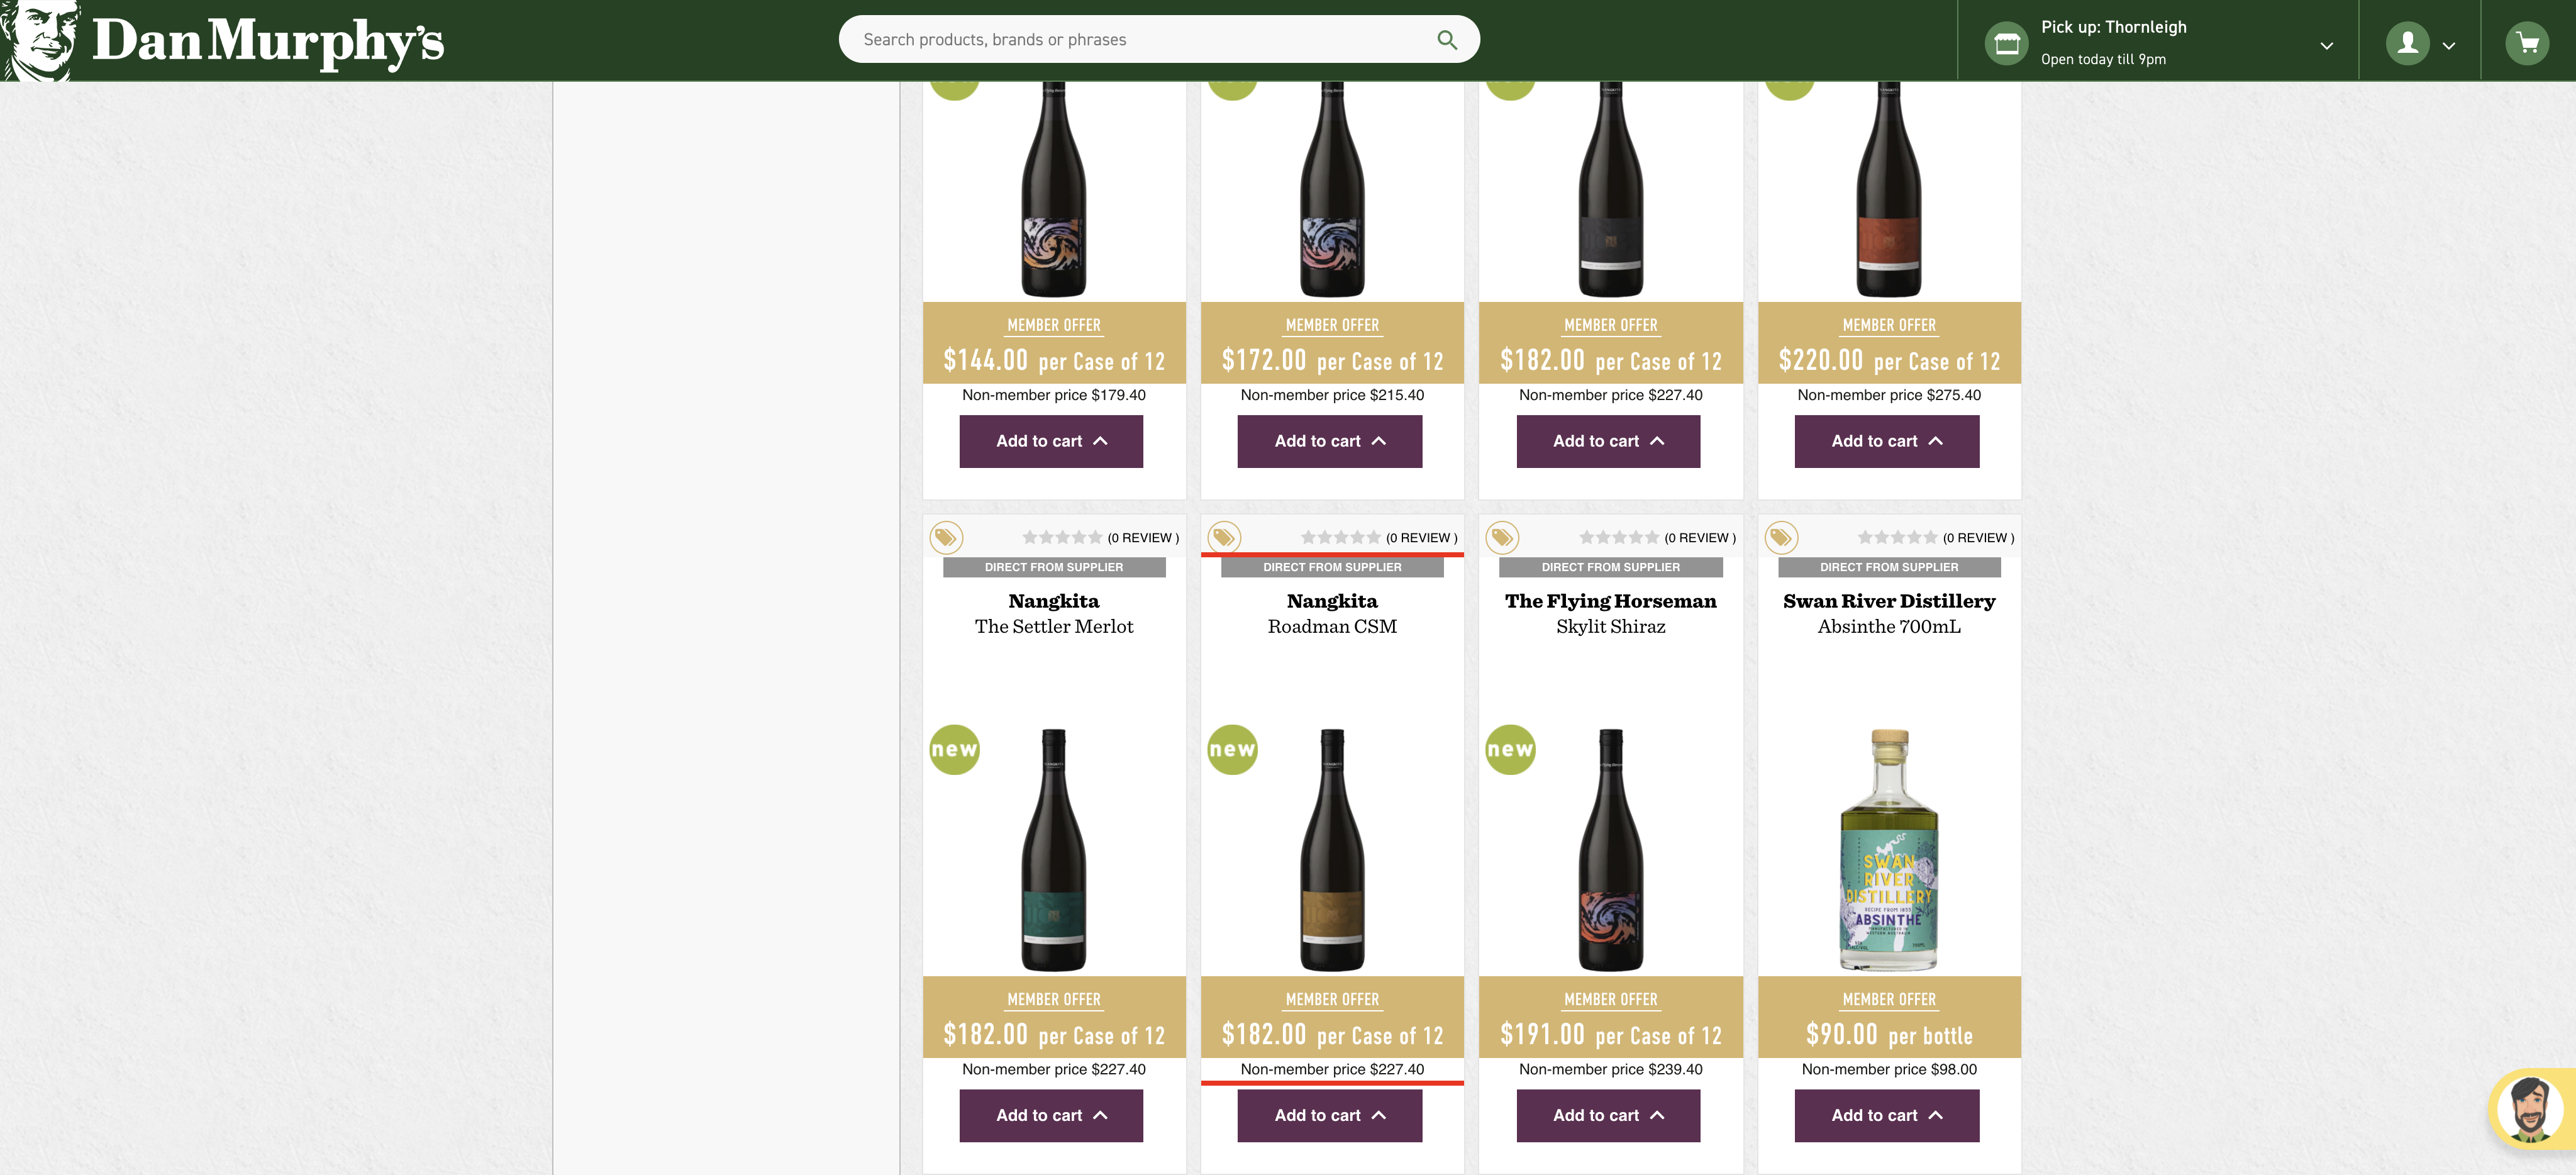 Dan Murphy's
Search products, brands or phrases
Pick up: Thornleigh
Open today till 9pm
MEMBER OFFER
$144.00 per Case of 12
Non-member price $179.40
Add to cart
MEMBER OFFER
$172.00 per Case of 12
Non-member price $215.40
Add to cart
MEMBER OFFER
$182.00 per Case of 12
Non-member price $227.40
Add to cart
MEMBER OFFER
$220.00 per Case of 12
Non-member price $275.40
Add to cart
(0 REVIEW )
DIRECT FROM SUPPLIER
Nangkita
The Settler Merlot
new
MEMBER OFFER
$182.00 per Case of 12
Non-member price $227.40
Add to cart
(0 REVIEW )
DIRECT FROM SUPPLIER
Nangkita
Roadman CSM
new
MEMBER OFFER
$182.00 per Case of 12
Non-member price $227.40
Add to cart
(0 REVIEW )
DIRECT FROM SUPPLIER
The Flying Horseman
Skylit Shiraz
new
MEMBER OFFER
$191.00 per Case of 12
Non-member price $239.40
Add to cart
(0 REVIEW )
DIRECT FROM SUPPLIER
Swan River Distillery
Absinthe 700mL
SWAN
RIVER
DISTILLERY
RECIPE FROM
ABSINTHE
MANUFACTURED IN
WESTERN AUSTRALIA
700ML
MEMBER OFFER
$90.00 per bottle
Non-member price $98.00
Add to cart